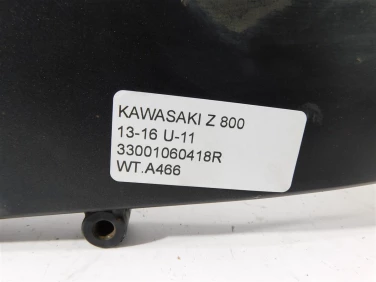 KAWASAKI Z 800
13-16 U-11
33001060418R
WT.A466